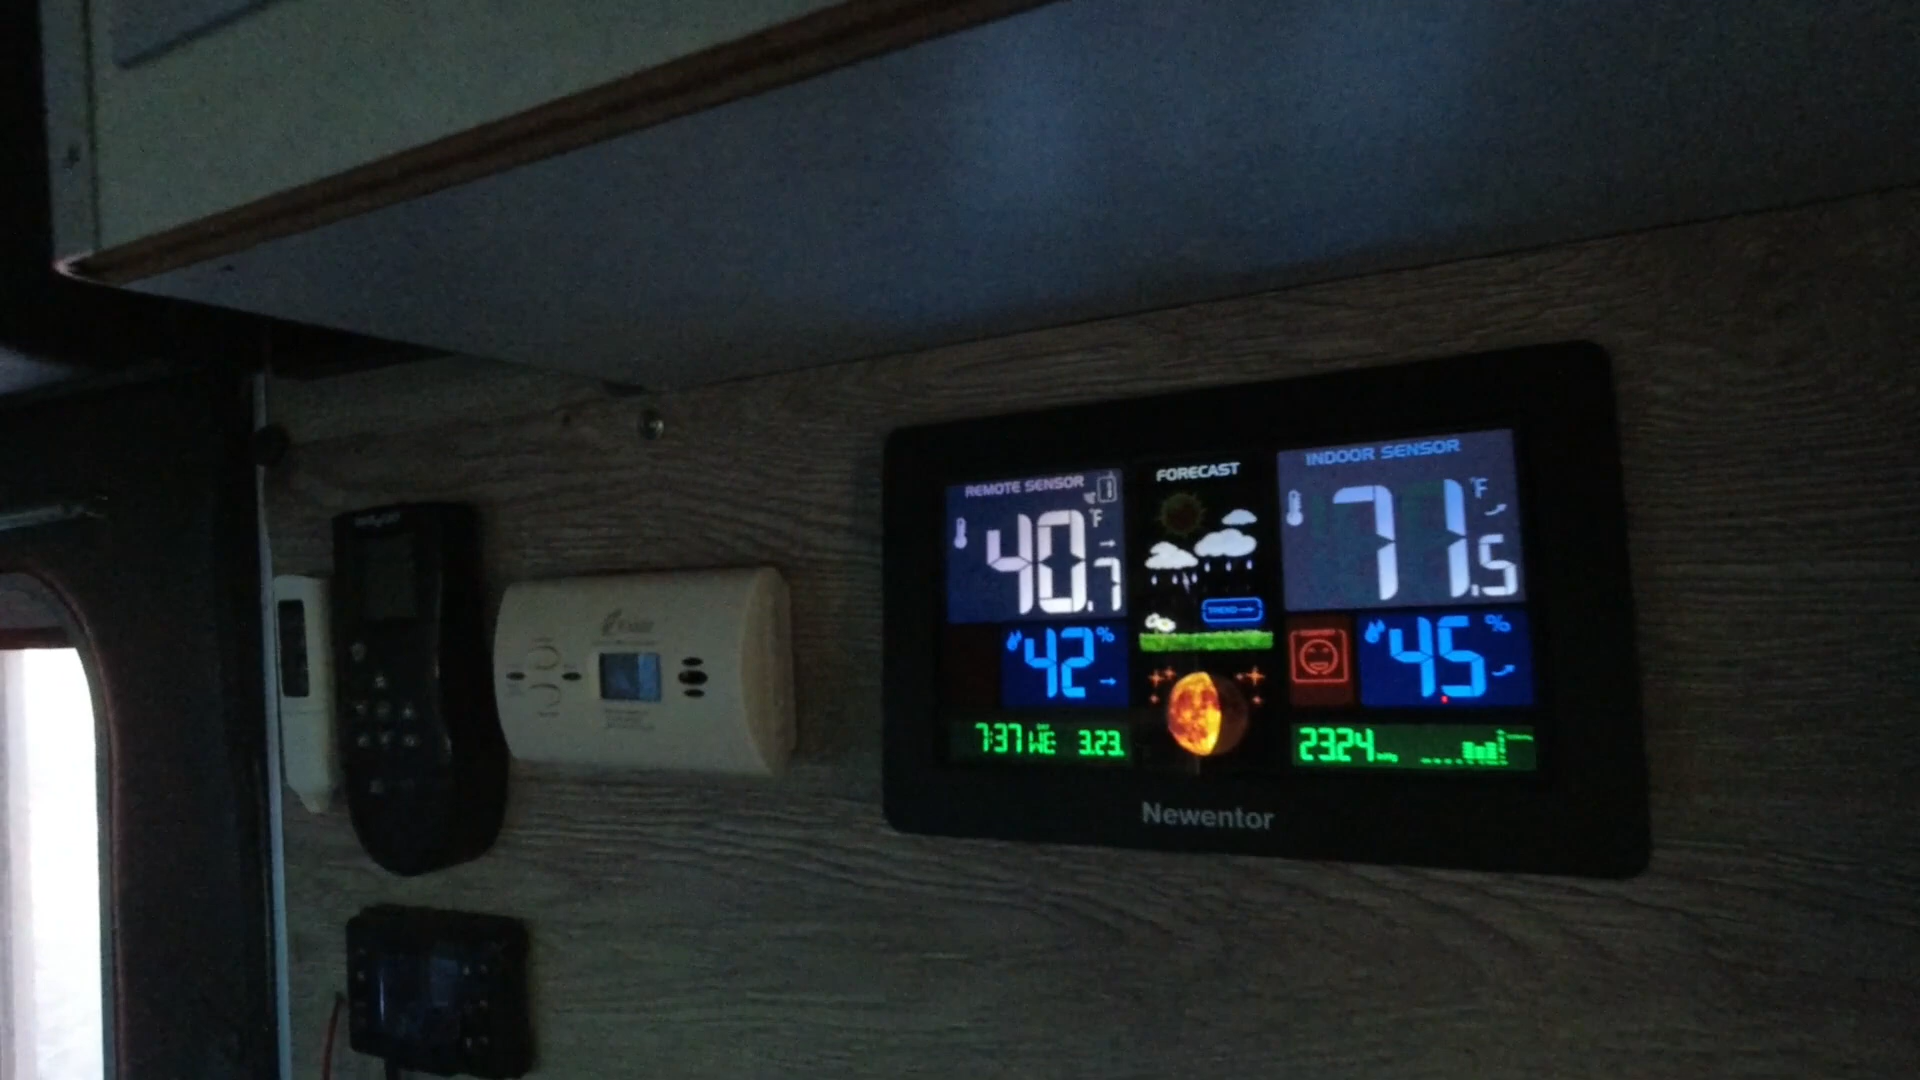 REMOTE SENSOR
40.7 °F
42 %
7:37 WE 3.23
FORECAST
TREND
INDOOR SENSOR
71.5 °F
45 %
23.24
Newentor